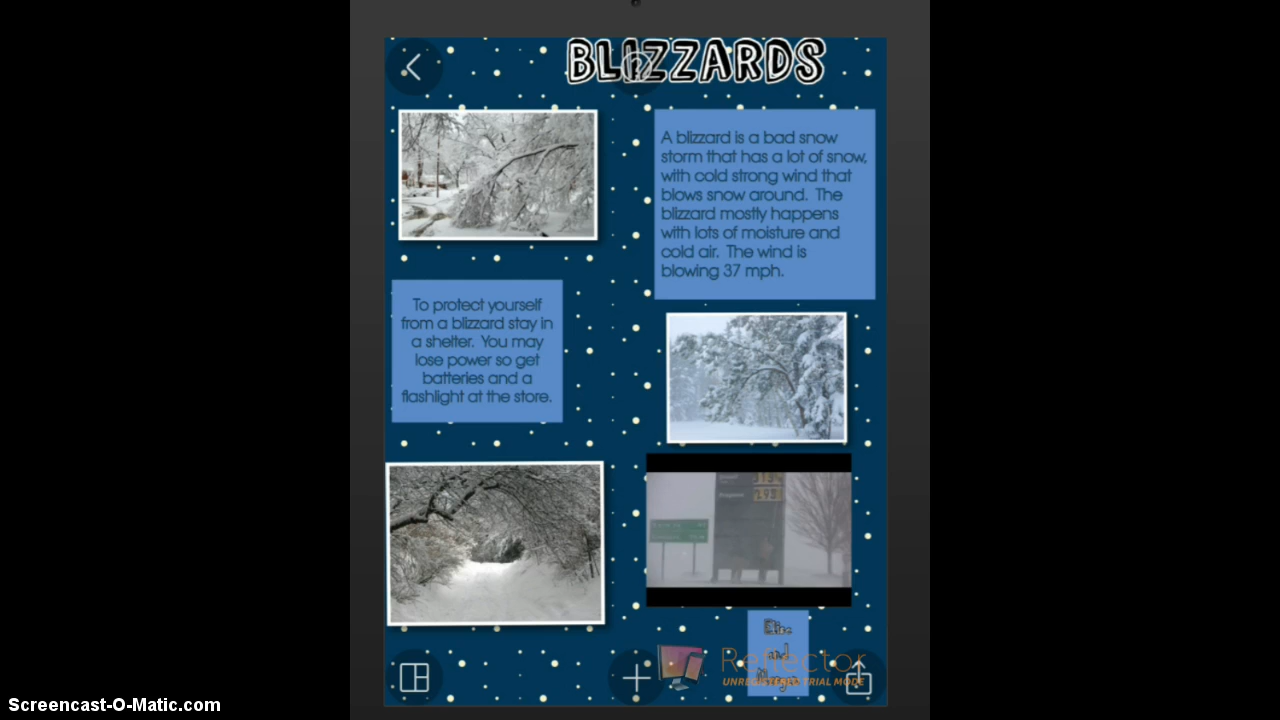 BLIZZARDS
A blizzard is a bad snow
storm that has a lot of snow,
with cold strong wind that
blows snow around. The
blizzard mostly happens
with lots of moisture and
cold air. The wind is
blowing 37 mph.
To protect yourself
from a blizzard stay in
a shelter. You may
lose power so get
batteries and a
flashlight at the store.
and
Reflector
UNREGISTERED TRIAL MODE
Screencast-O-Matic.com